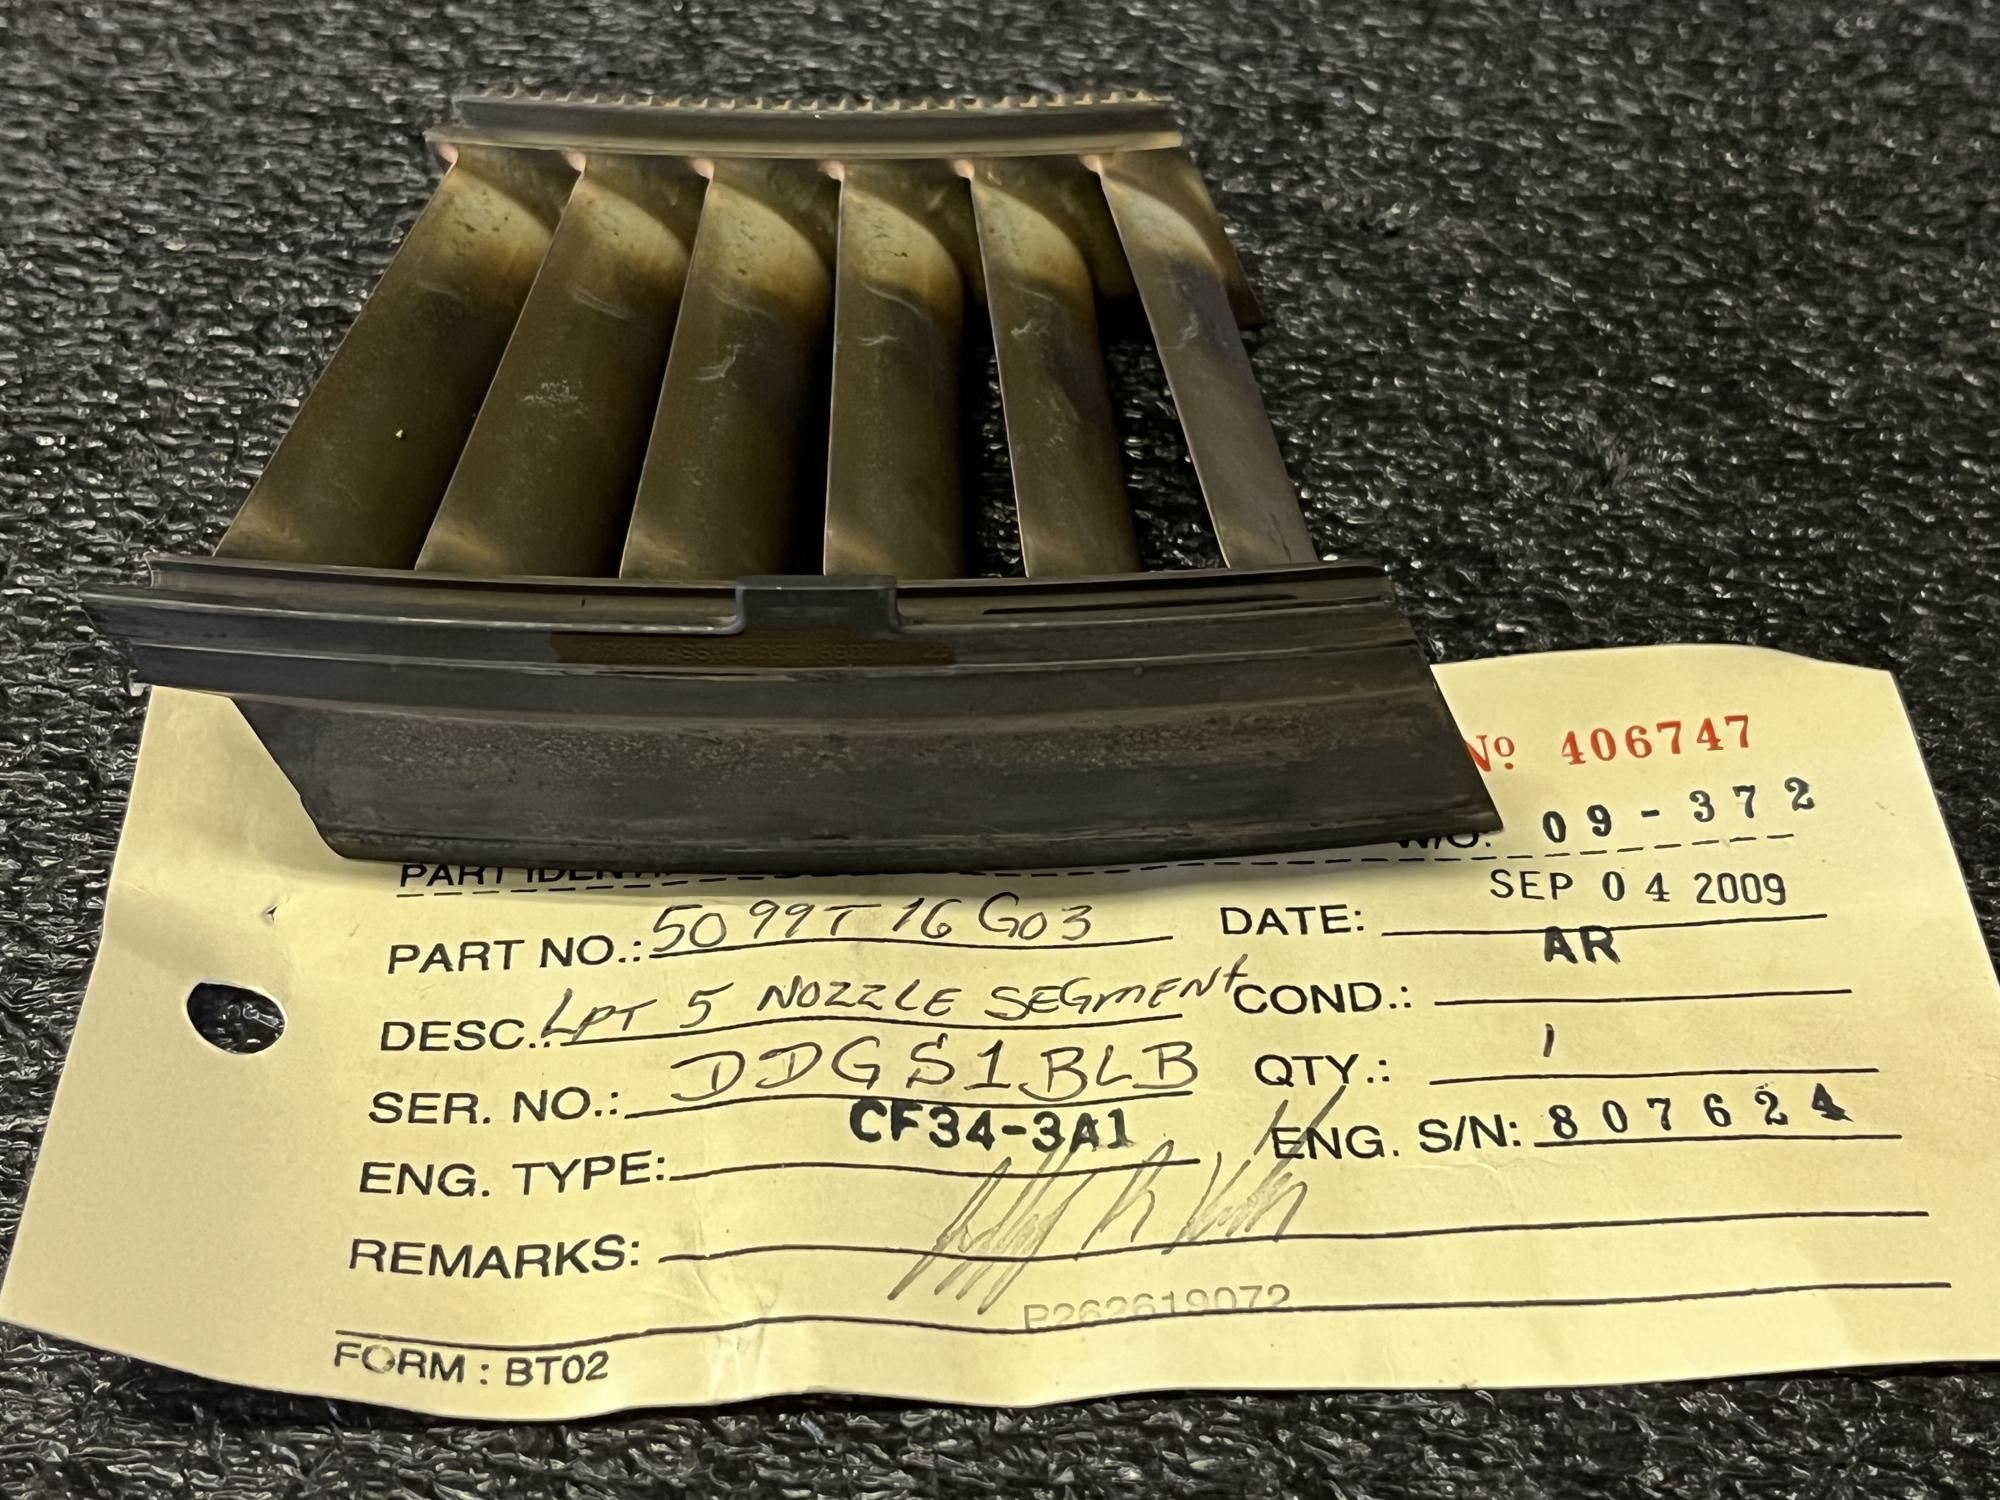 Nº 406747
W/O: 09-372
PART IDENTI
PART NO.: 5099T16G03 DATE: SEP 04 2009
DESC.: LPT 5 NOZZLE SEGMENT COND.: AR
SER. NO.: DDGS1BLB QTY.: 1
ENG. TYPE: CF34-3A1 ENG. S/N: 807624
REMARKS:
P262619072
FORM : BT02